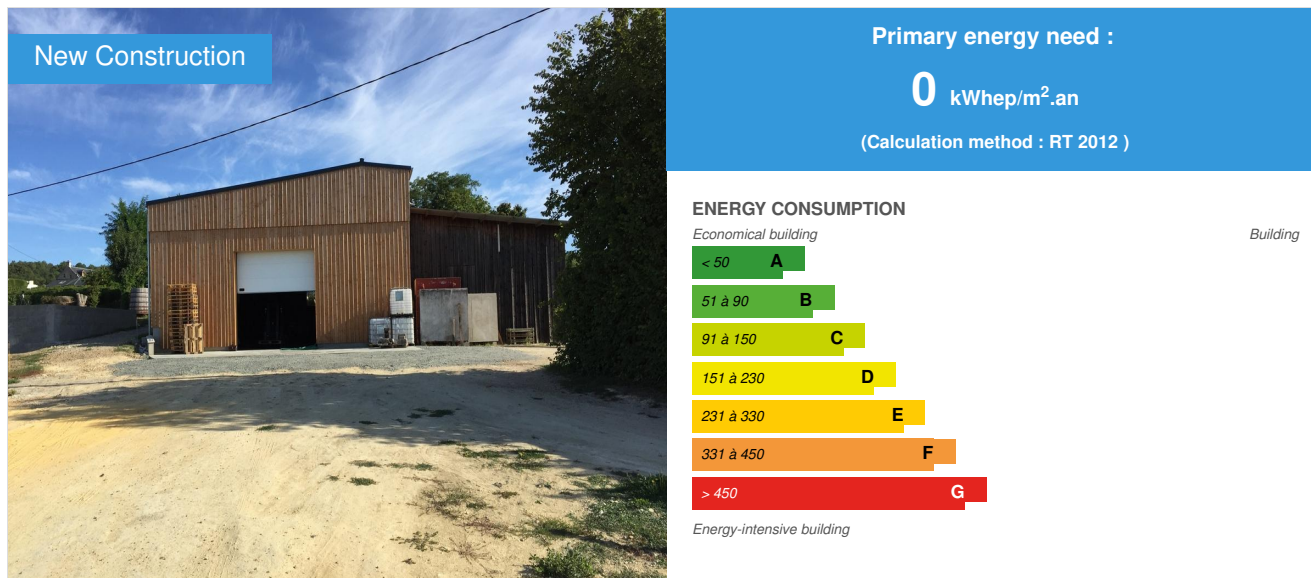 New Construction
Primary energy need :
0 kWhep/m².an
(Calculation method : RT 2012 )
ENERGY CONSUMPTION
Economical building
Building
< 50 A
51 à 90 B
91 à 150 C
151 à 230 D
231 à 330 E
331 à 450 F
> 450 G
Energy-intensive building